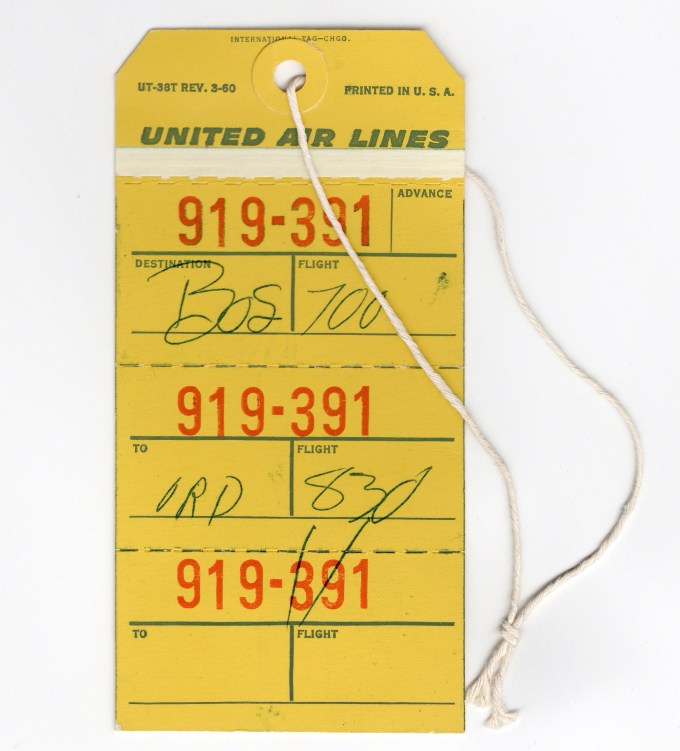 INTERNATIONAL TAG—CHGO.
UT-38T REV. 3-60 PRINTED IN U. S. A.
UNITED AIR LINES
919-391 ADVANCE
DESTINATION FLIGHT
BOS 700
919-391
TO FLIGHT
ORD 830
919-391
TO FLIGHT